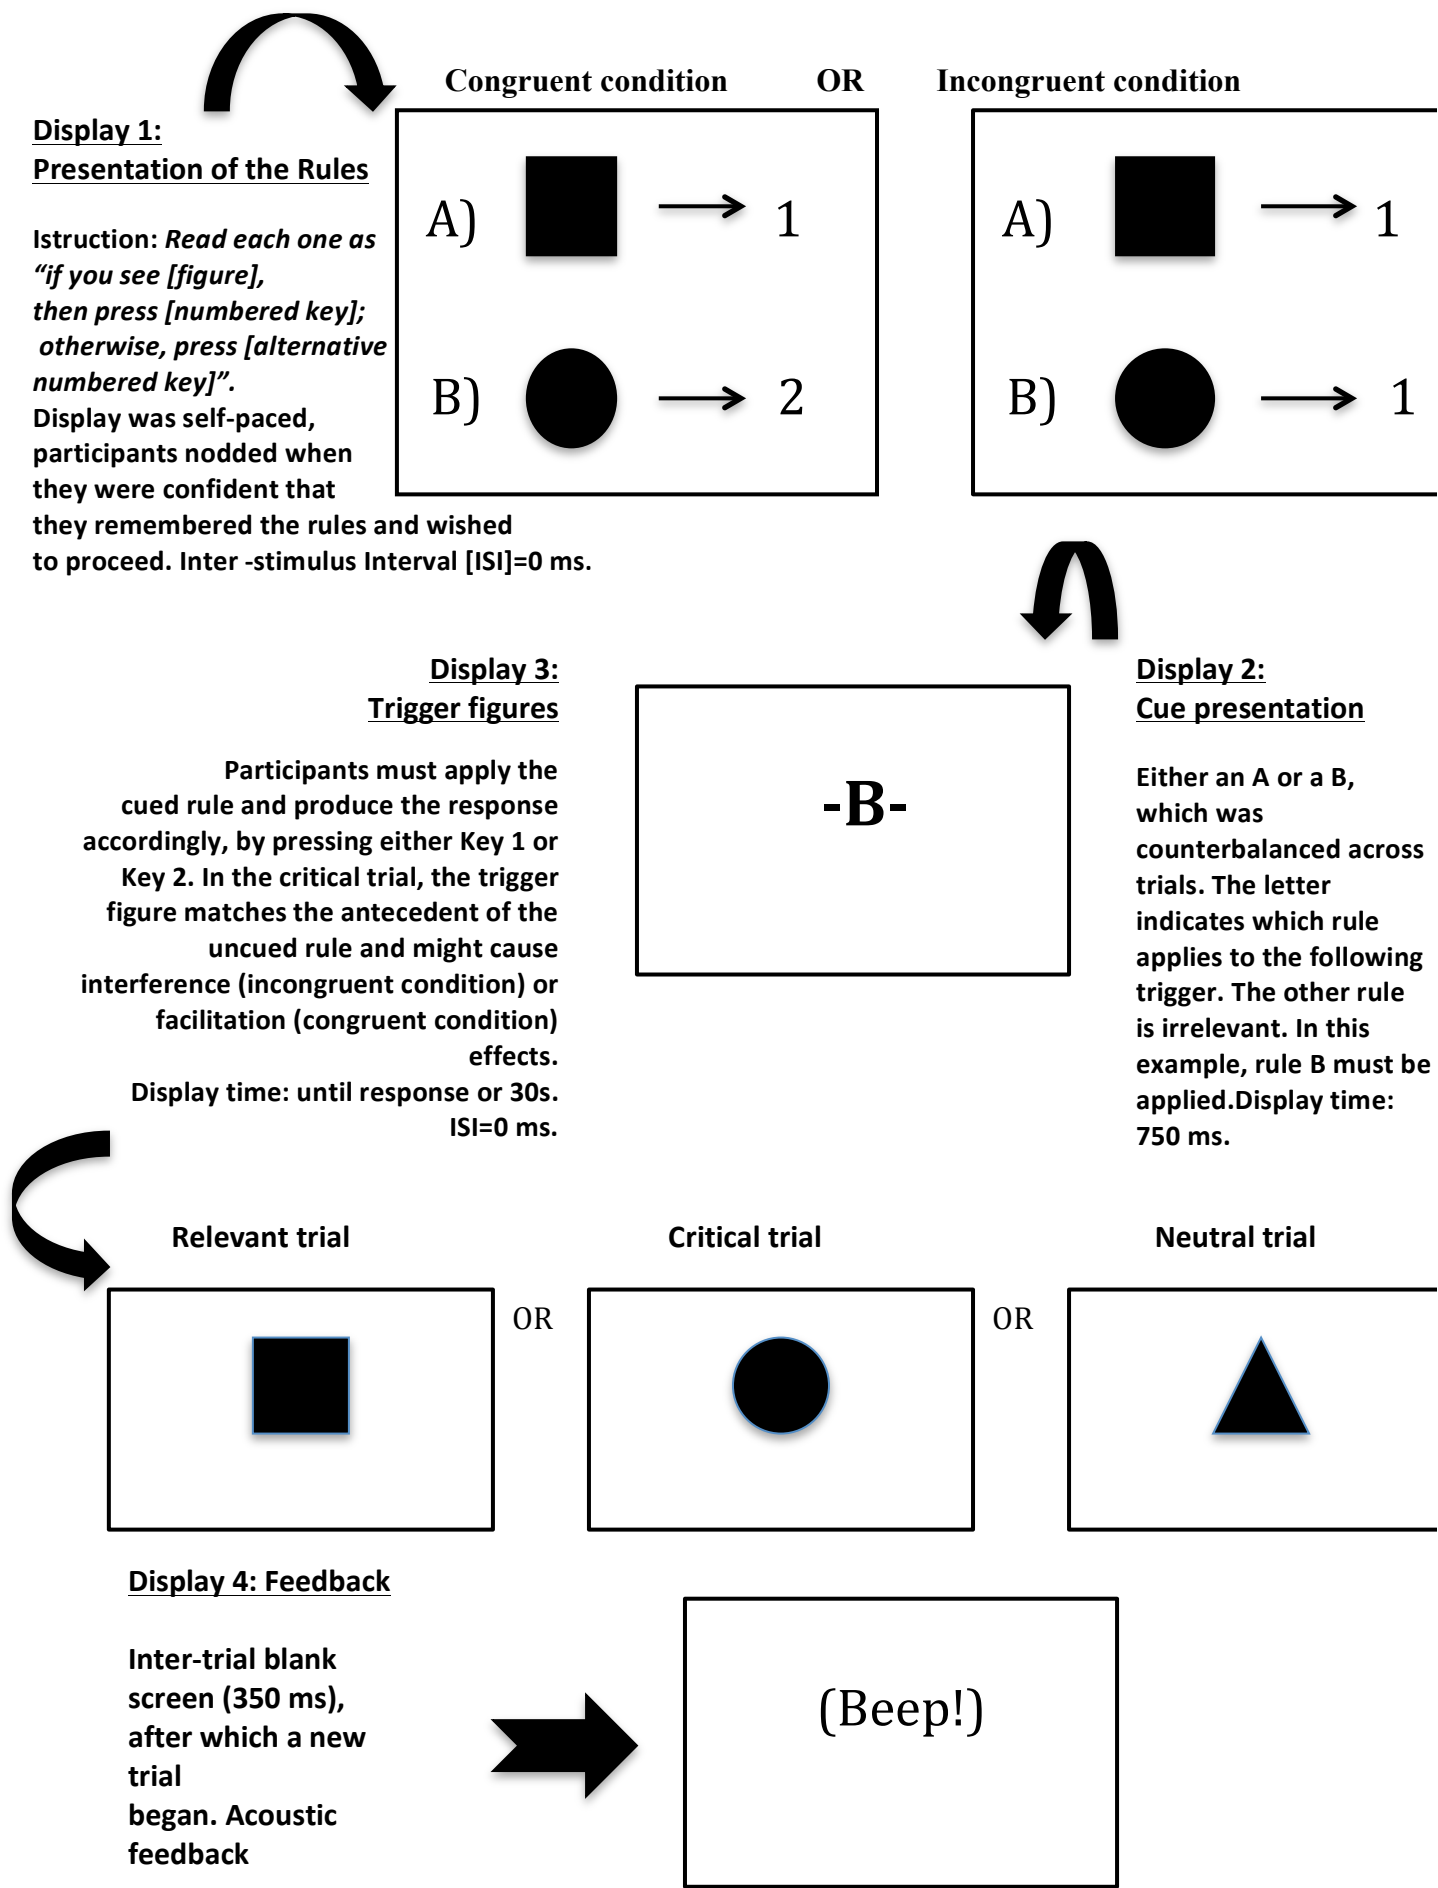 Congruent condition OR Incongruent condition
Display 1:
Presentation of the Rules
Istruction: Read each one as
“if you see [figure],
then press [numbered key];
otherwise, press [alternative
numbered key]”.
Display was self-paced,
participants nodded when
they were confident that
they remembered the rules and wished
to proceed. Inter -stimulus Interval [ISI]=0 ms.
A) → 1
B) → 2
A) → 1
B) → 1
Display 2:
Cue presentation
Either an A or a B,
which was
counterbalanced across
trials. The letter
indicates which rule
applies to the following
trigger. The other rule
is irrelevant. In this
example, rule B must be
applied.Display time:
750 ms.
-B-
Display 3:
Trigger figures
Participants must apply the
cued rule and produce the response
accordingly, by pressing either Key 1 or
Key 2. In the critical trial, the trigger
figure matches the antecedent of the
uncued rule and might cause
interference (incongruent condition) or
facilitation (congruent condition)
effects.
Display time: until response or 30s.
ISI=0 ms.
Relevant trial Critical trial Neutral trial
OR OR
Display 4: Feedback
Inter-trial blank
screen (350 ms),
after which a new
trial
began. Acoustic
feedback
(Beep!)